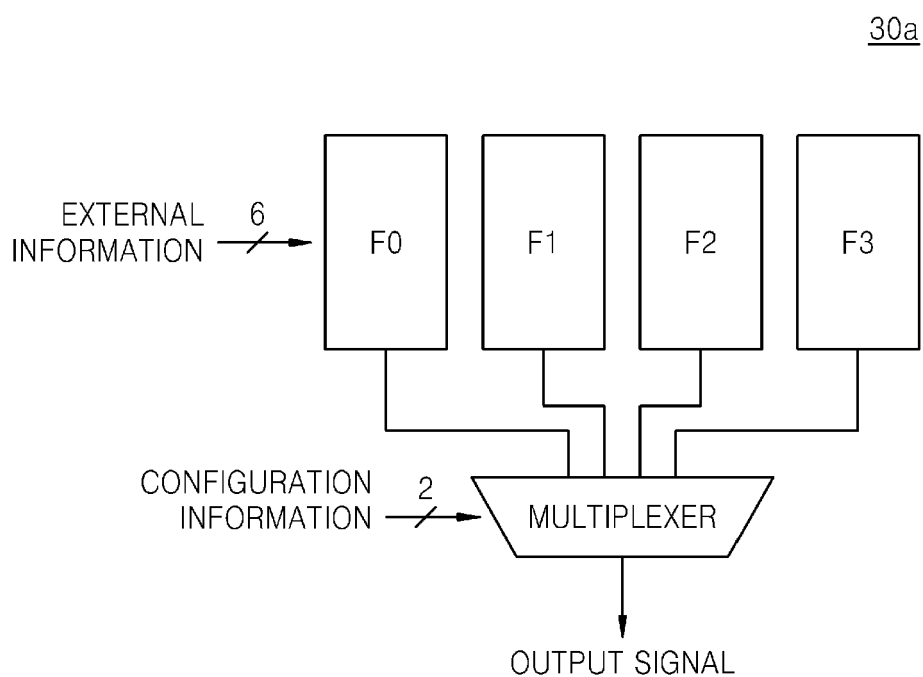 30a
EXTERNAL
INFORMATION
6
F0
F1
F2
F3
CONFIGURATION
INFORMATION
2
MULTIPLEXER
OUTPUT SIGNAL